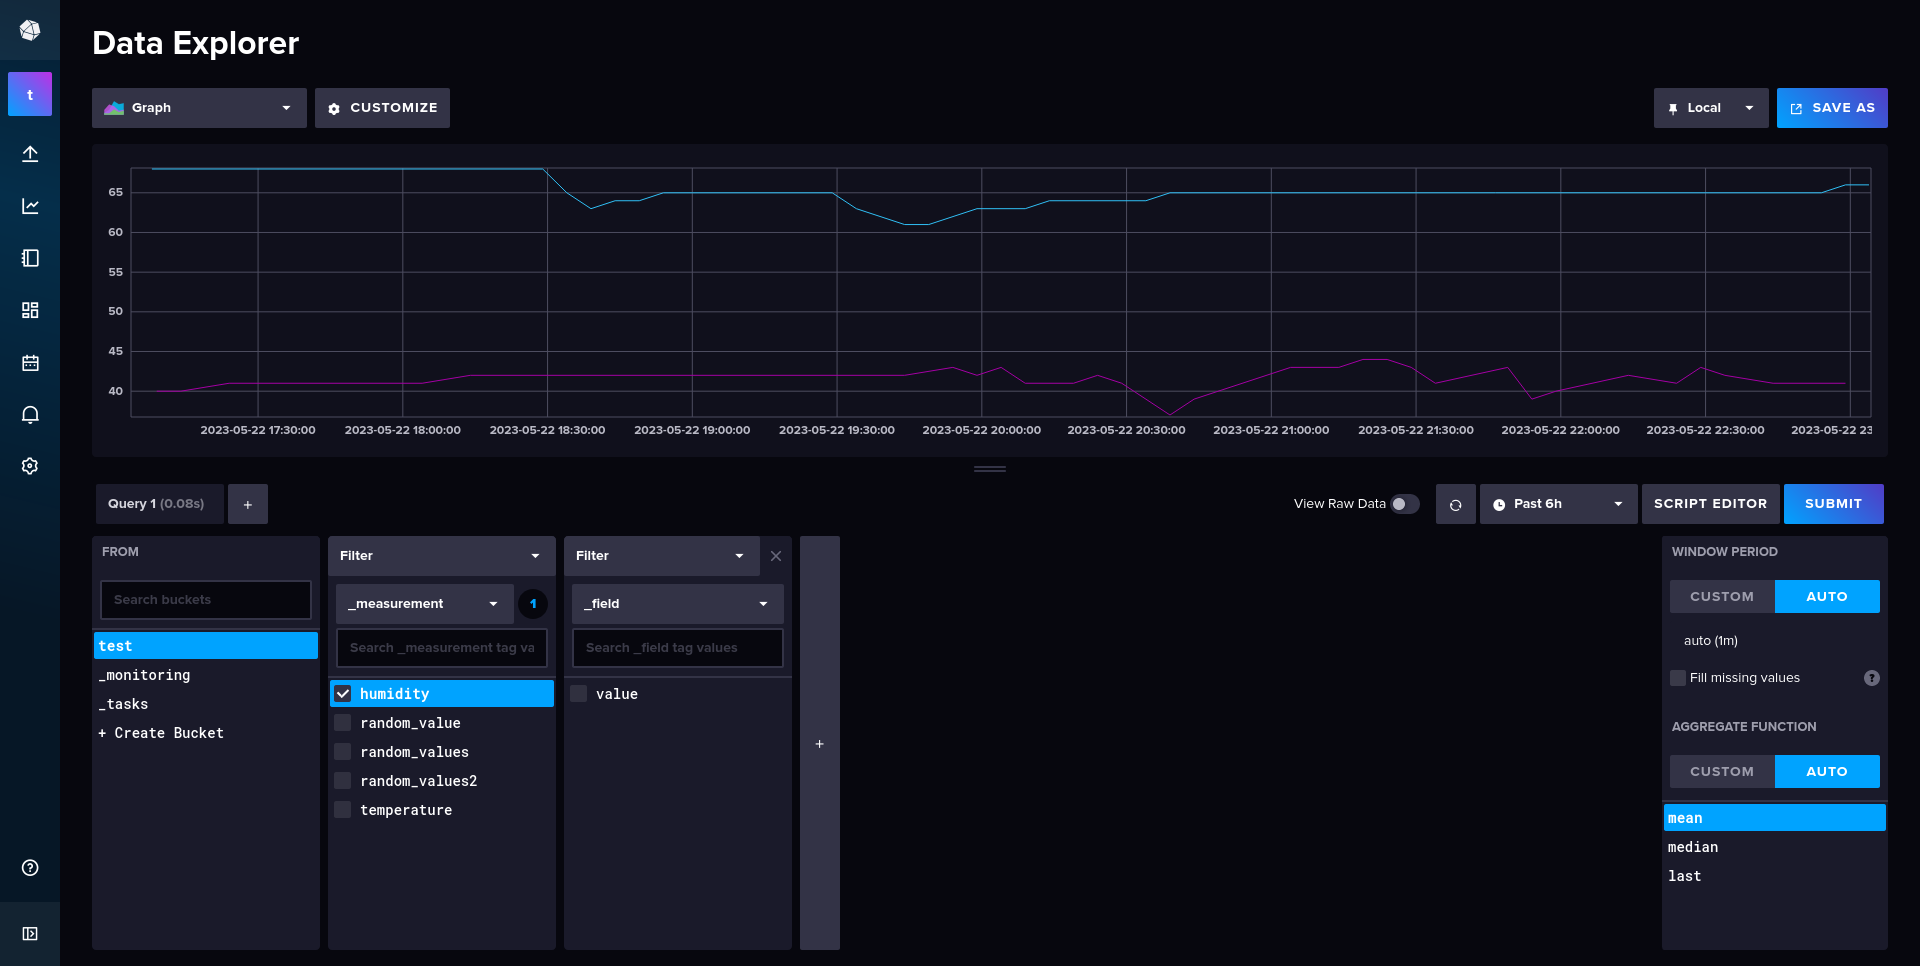 Data Explorer
t
Graph
CUSTOMIZE
Local
SAVE AS
65
60
55
50
45
40
2023-05-22 17:30:00
2023-05-22 18:00:00
2023-05-22 18:30:00
2023-05-22 19:00:00
2023-05-22 19:30:00
2023-05-22 20:00:00
2023-05-22 20:30:00
2023-05-22 21:00:00
2023-05-22 21:30:00
2023-05-22 22:00:00
2023-05-22 22:30:00
2023-05-22 23
Query 1 (0.08s)
+
View Raw Data
Past 6h
SCRIPT EDITOR
SUBMIT
FROM
Search buckets
test
_monitoring
_tasks
+ Create Bucket
Filter
_measurement
1
Search _measurement tag va
humidity
random_value
random_values
random_values2
temperature
Filter
_field
Search _field tag values
value
+
WINDOW PERIOD
CUSTOM
AUTO
auto (1m)
Fill missing values
?
AGGREGATE FUNCTION
CUSTOM
AUTO
mean
median
last
?